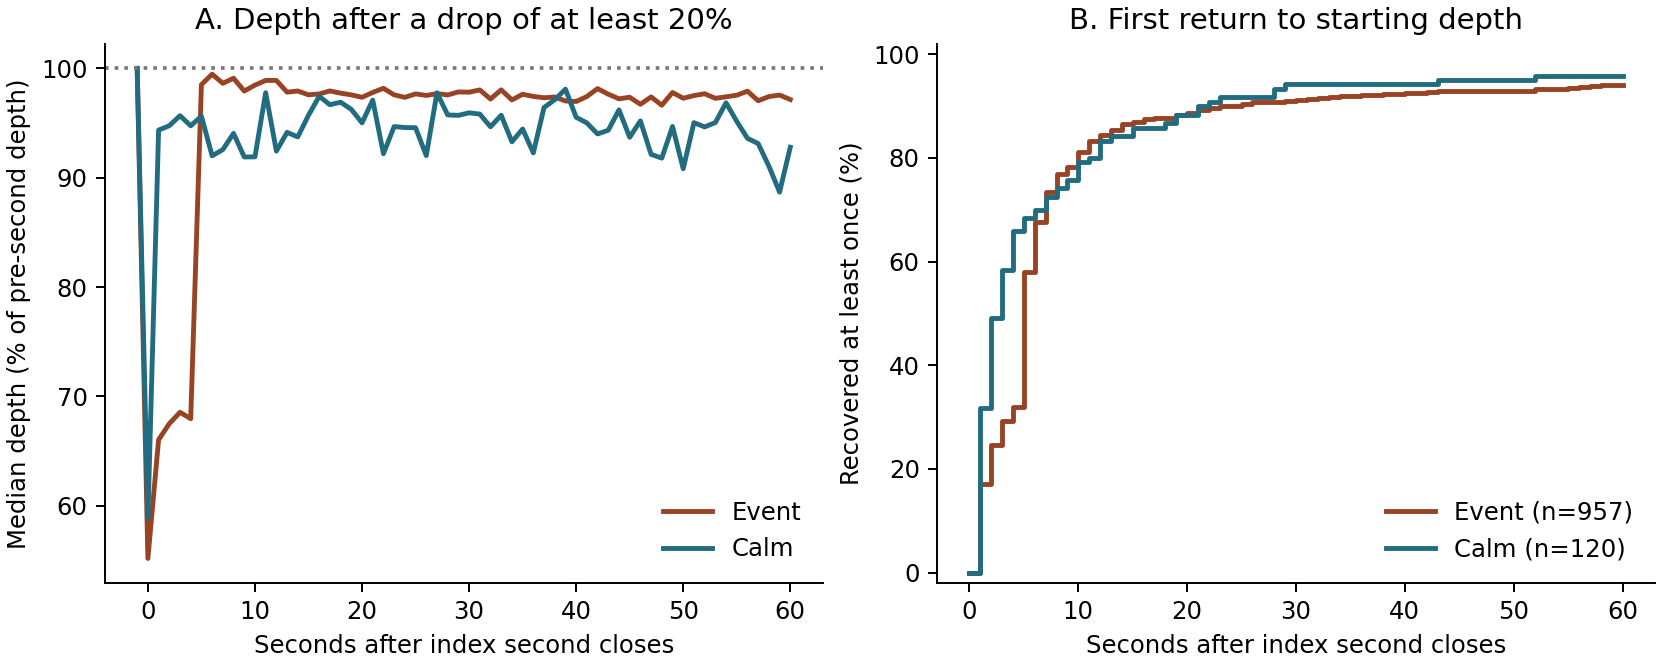 A. Depth after a drop of at least 20%
Median depth (% of pre-second depth)
100
90
80
70
60
Event
Calm
0 10 20 30 40 50 60
Seconds after index second closes
B. First return to starting depth
Recovered at least once (%)
100
80
60
40
20
0
Event (n=957)
Calm (n=120)
0 10 20 30 40 50 60
Seconds after index second closes